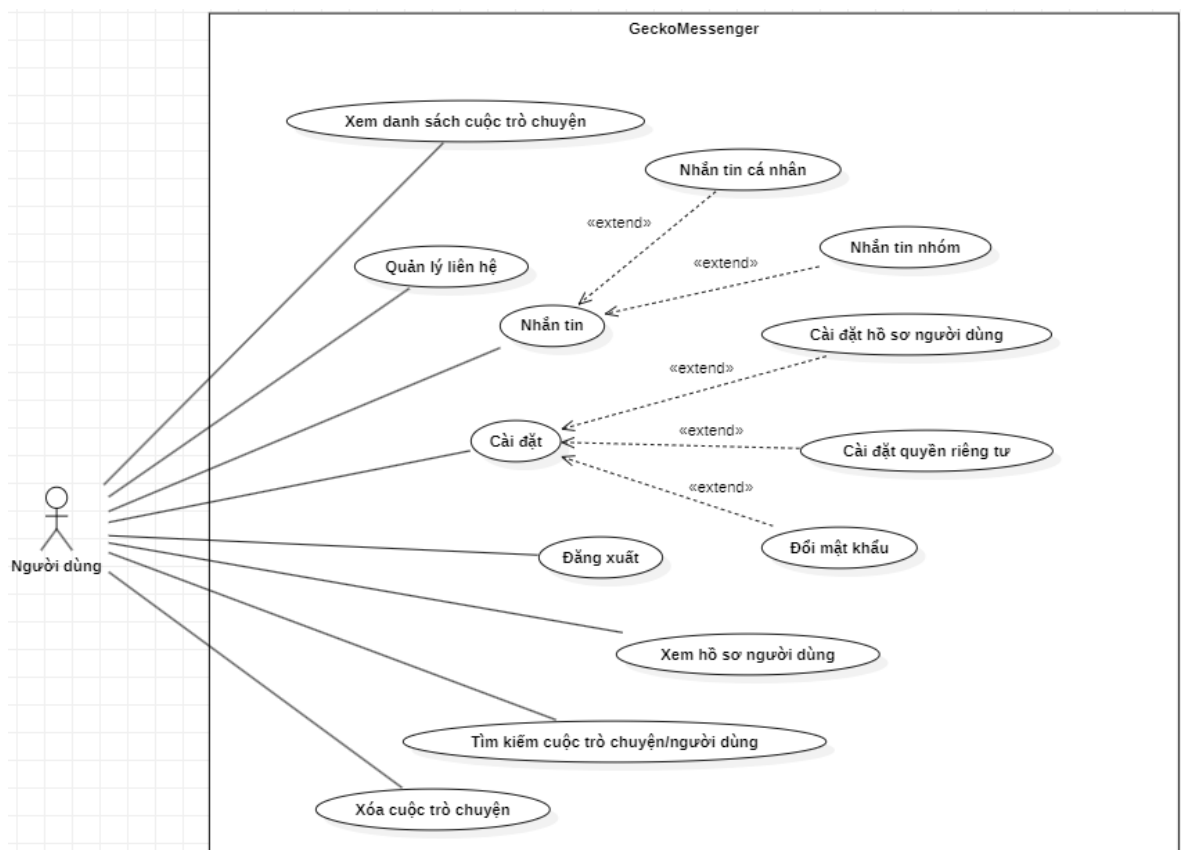 GeckoMessenger
Xem danh sách cuộc trò chuyện
Nhắn tin cá nhân
«extend»
Nhắn tin nhóm
«extend»
Quản lý liên hệ
Nhắn tin
Cài đặt hồ sơ người dùng
«extend»
Cài đặt
«extend»
Cài đặt quyền riêng tư
«extend»
Đổi mật khẩu
Đăng xuất
Người dùng
Xem hồ sơ người dùng
Tìm kiếm cuộc trò chuyện/người dùng
Xóa cuộc trò chuyện